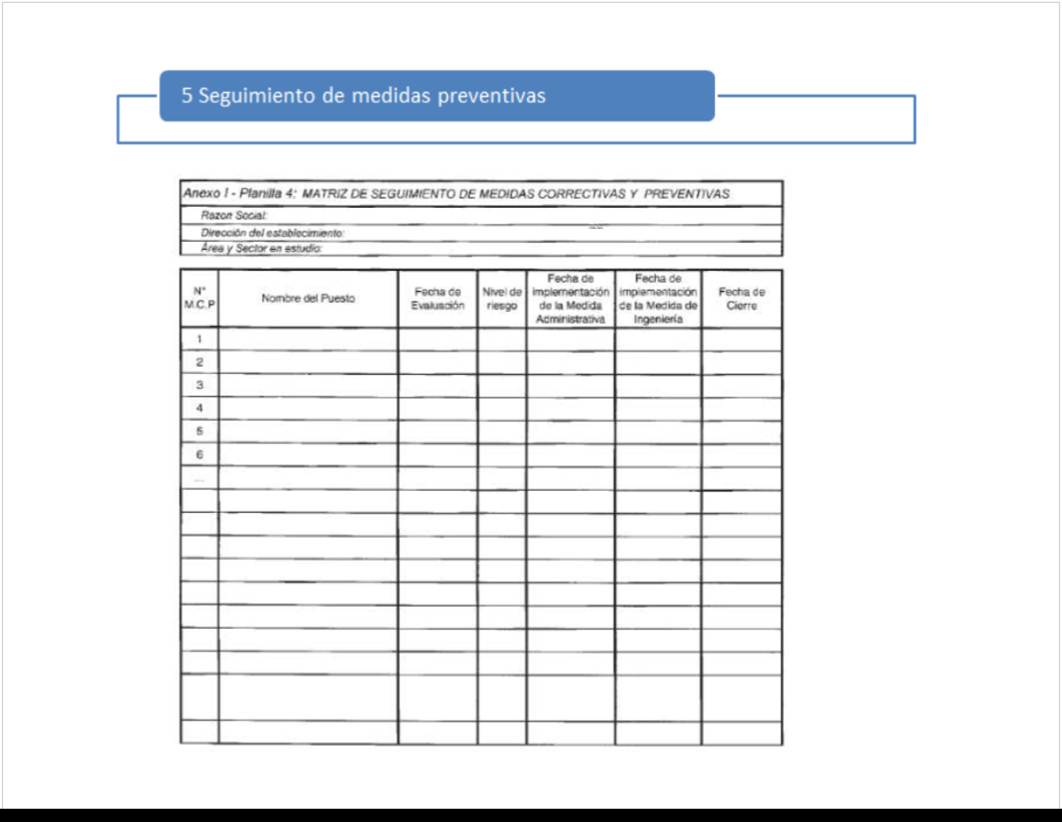 5 Seguimiento de medidas preventivas
Anexo I - Planilla 4: MATRIZ DE SEGUIMIENTO DE MEDIDAS CORRECTIVAS Y PREVENTIVAS
Razon Social:
Dirección del establecimiento:
Área y Sector en estudio:
N° M.C.P
Nombre del Puesto
Fecha de Evaluación
Nivel de riesgo
Fecha de implementación de la Medida Administrativa
Fecha de implementación de la Medida de Ingeniería
Fecha de Cierre
1
2
3
4
5
6
...